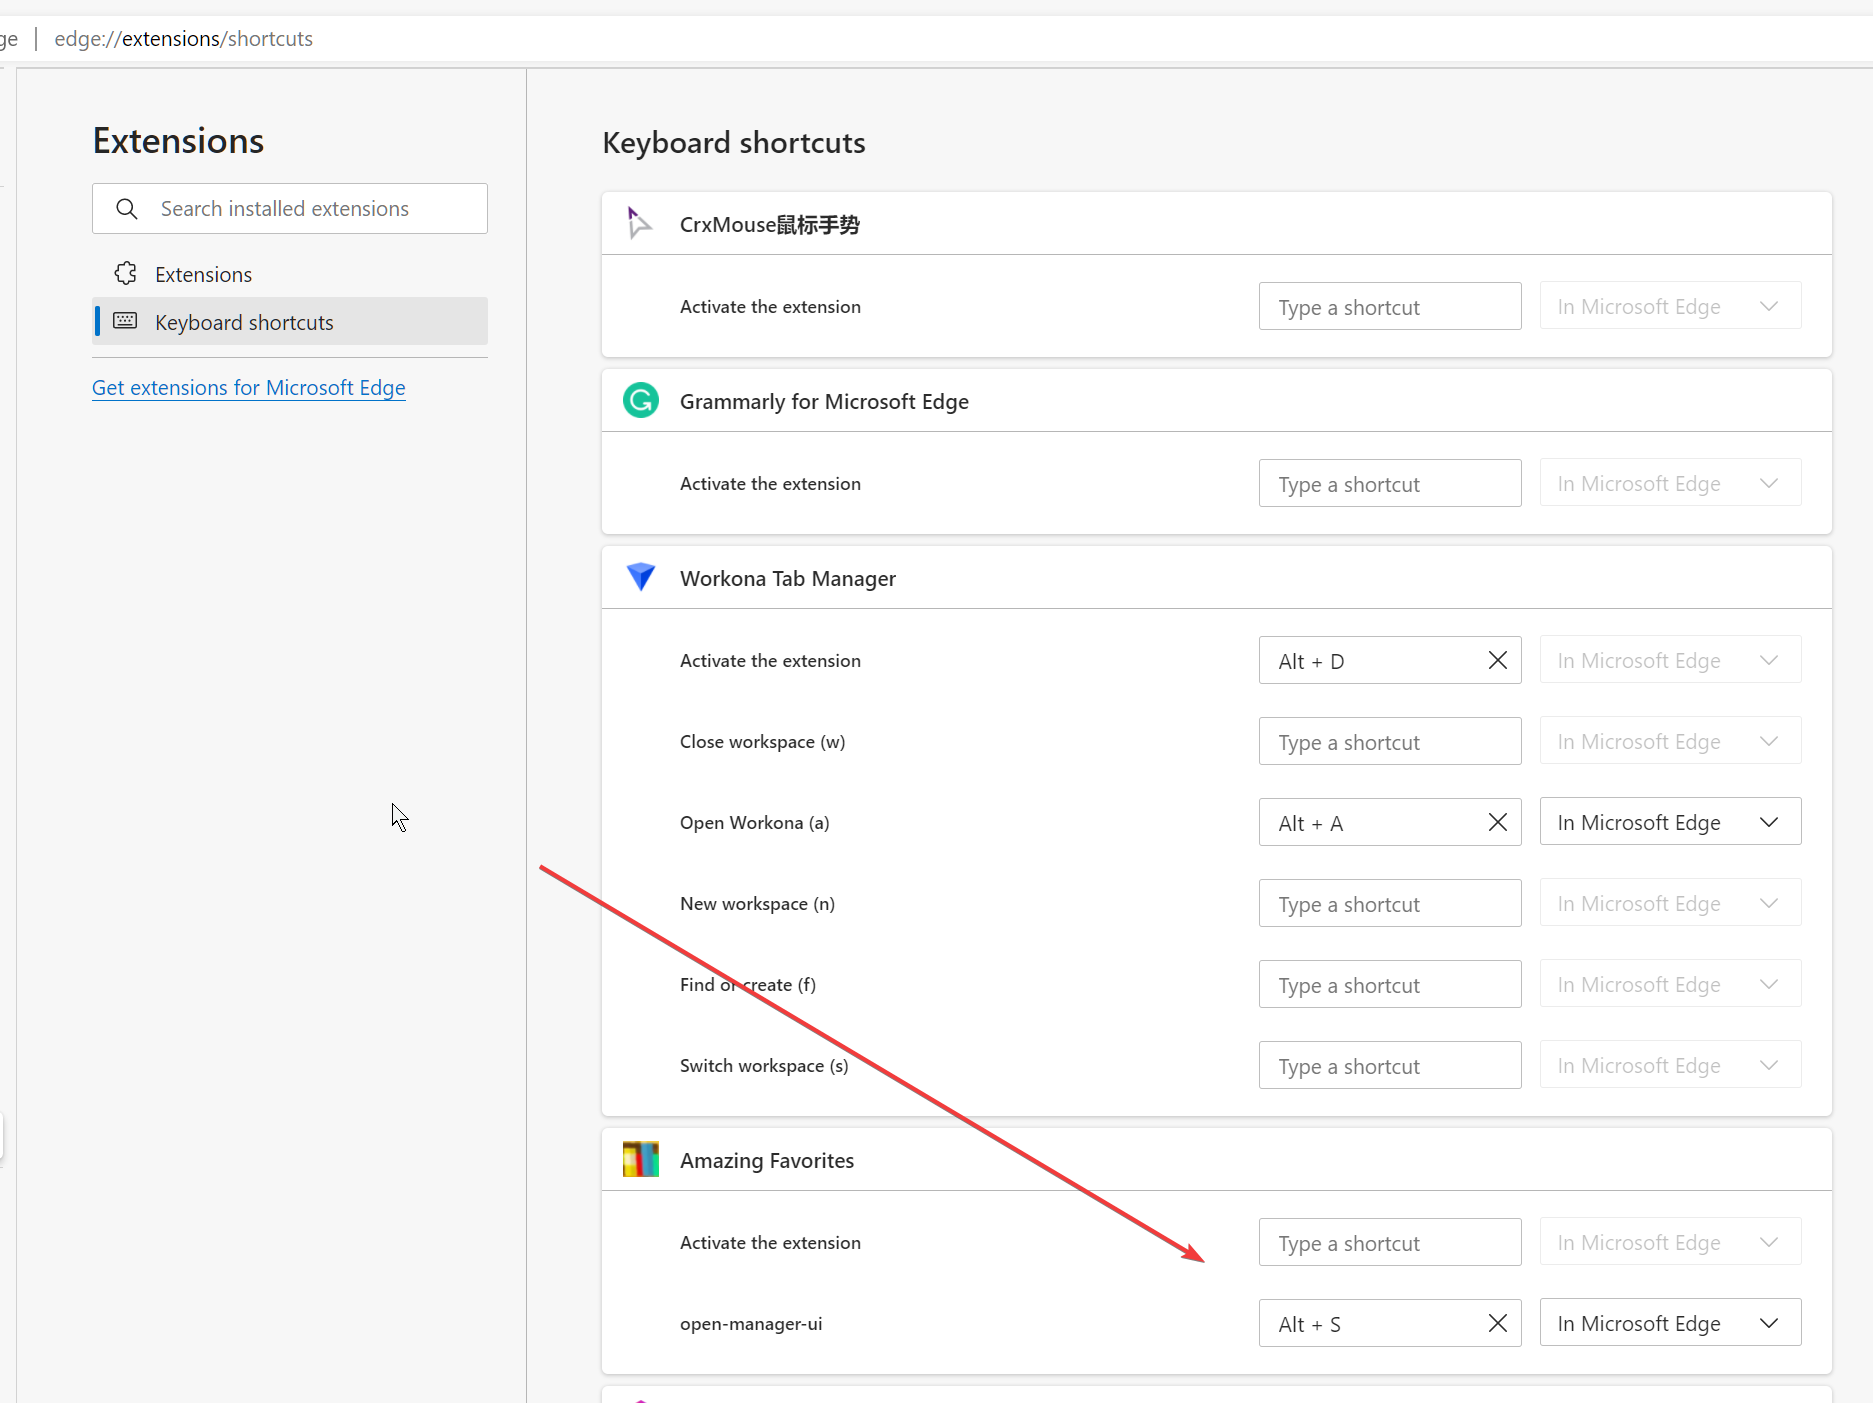 ge | edge://extensions/shortcuts
Extensions
Search installed extensions
Extensions
Keyboard shortcuts
Get extensions for Microsoft Edge
Keyboard shortcuts
CrxMouse鼠标手势
Activate the extension Type a shortcut In Microsoft Edge
Grammarly for Microsoft Edge
Activate the extension Type a shortcut In Microsoft Edge
Workona Tab Manager
Activate the extension Alt + D In Microsoft Edge
Close workspace (w) Type a shortcut In Microsoft Edge
Open Workona (a) Alt + A In Microsoft Edge
New workspace (n) Type a shortcut In Microsoft Edge
Find or create (f) Type a shortcut In Microsoft Edge
Switch workspace (s) Type a shortcut In Microsoft Edge
Amazing Favorites
Activate the extension Type a shortcut In Microsoft Edge
open-manager-ui Alt + S In Microsoft Edge